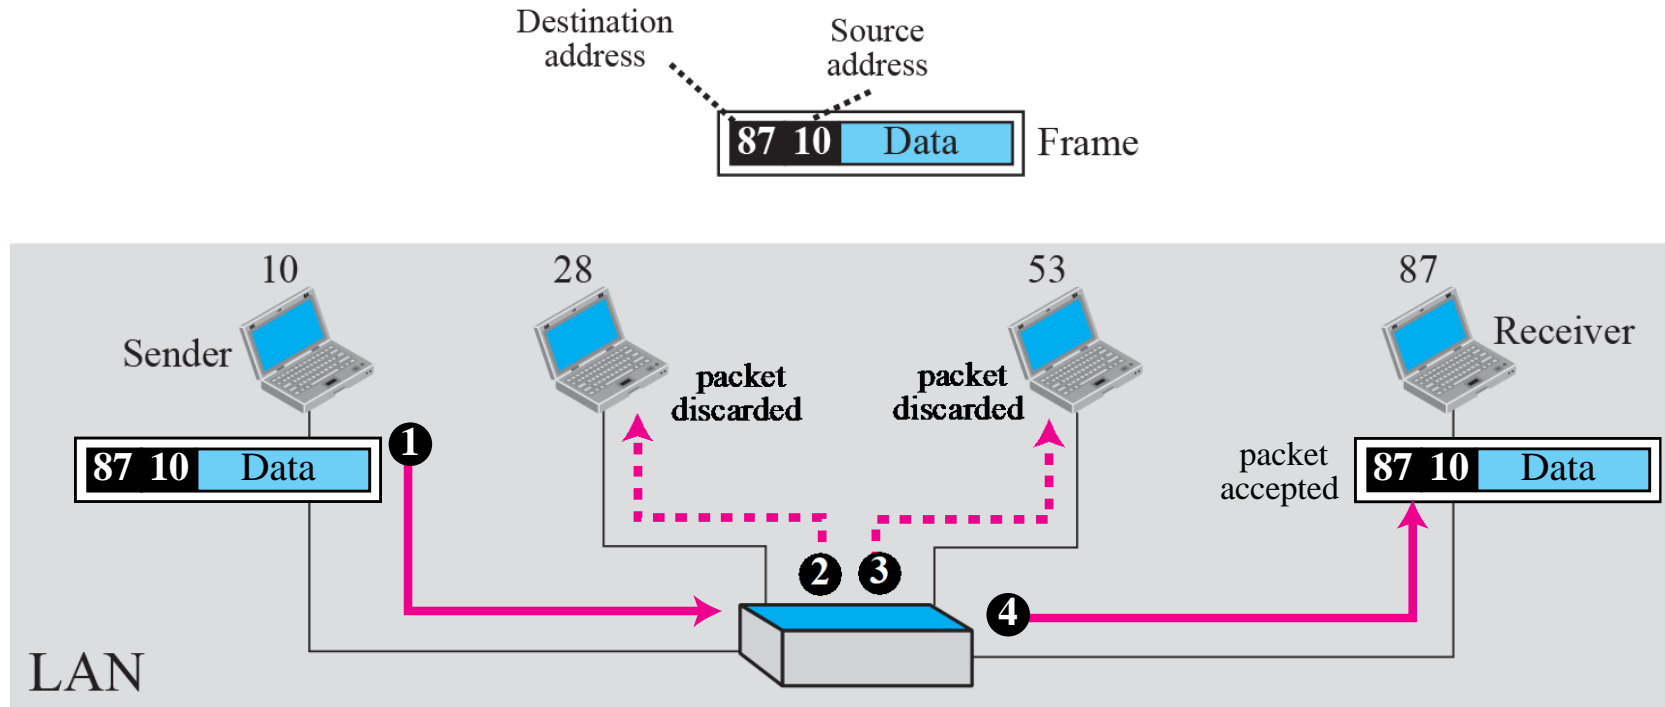 Destination
address
Source
address
87 10 Data
Frame
10
28
53
87
Sender
Receiver
packet
discarded
packet
discarded
1
87 10 Data
packet
accepted
87 10 Data
2
3
4
LAN